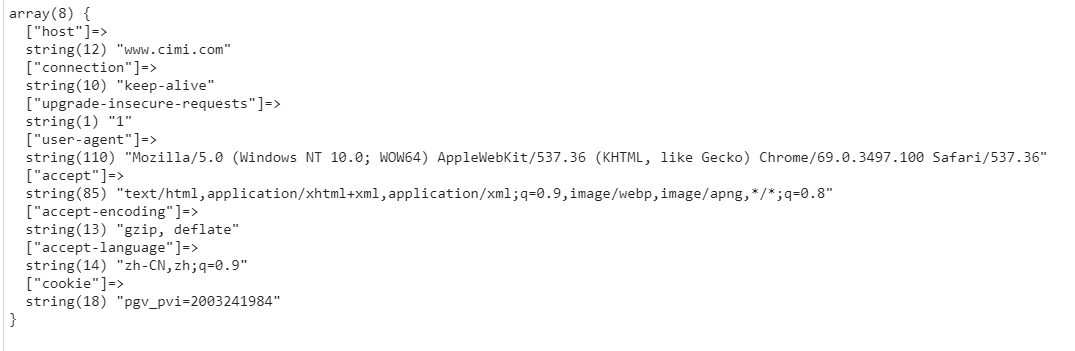 array(8) {
  ["host"]=>
  string(12) "www.cimi.com"
  ["connection"]=>
  string(10) "keep-alive"
  ["upgrade-insecure-requests"]=>
  string(1) "1"
  ["user-agent"]=>
  string(110) "Mozilla/5.0 (Windows NT 10.0; WOW64) AppleWebKit/537.36 (KHTML, like Gecko) Chrome/69.0.3497.100 Safari/537.36"
  ["accept"]=>
  string(85) "text/html,application/xhtml+xml,application/xml;q=0.9,image/webp,image/apng,*/*;q=0.8"
  ["accept-encoding"]=>
  string(13) "gzip, deflate"
  ["accept-language"]=>
  string(14) "zh-CN,zh;q=0.9"
  ["cookie"]=>
  string(18) "pgv_pvi=2003241984"
}